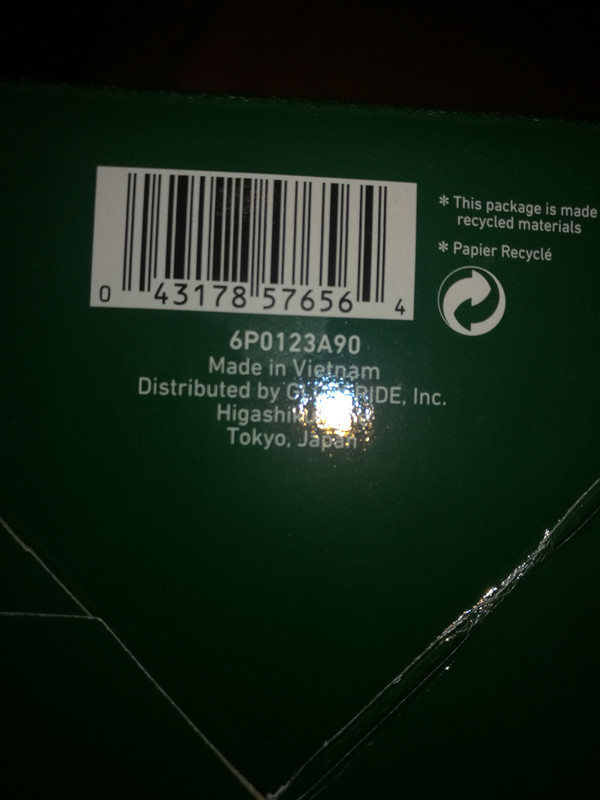 0 43178 57656 4
6P0123A90
Made in Vietnam
Distributed by RIDE, Inc.
Tokyo, Japan
* This package is made
recycled materials
* Papier Recyclé